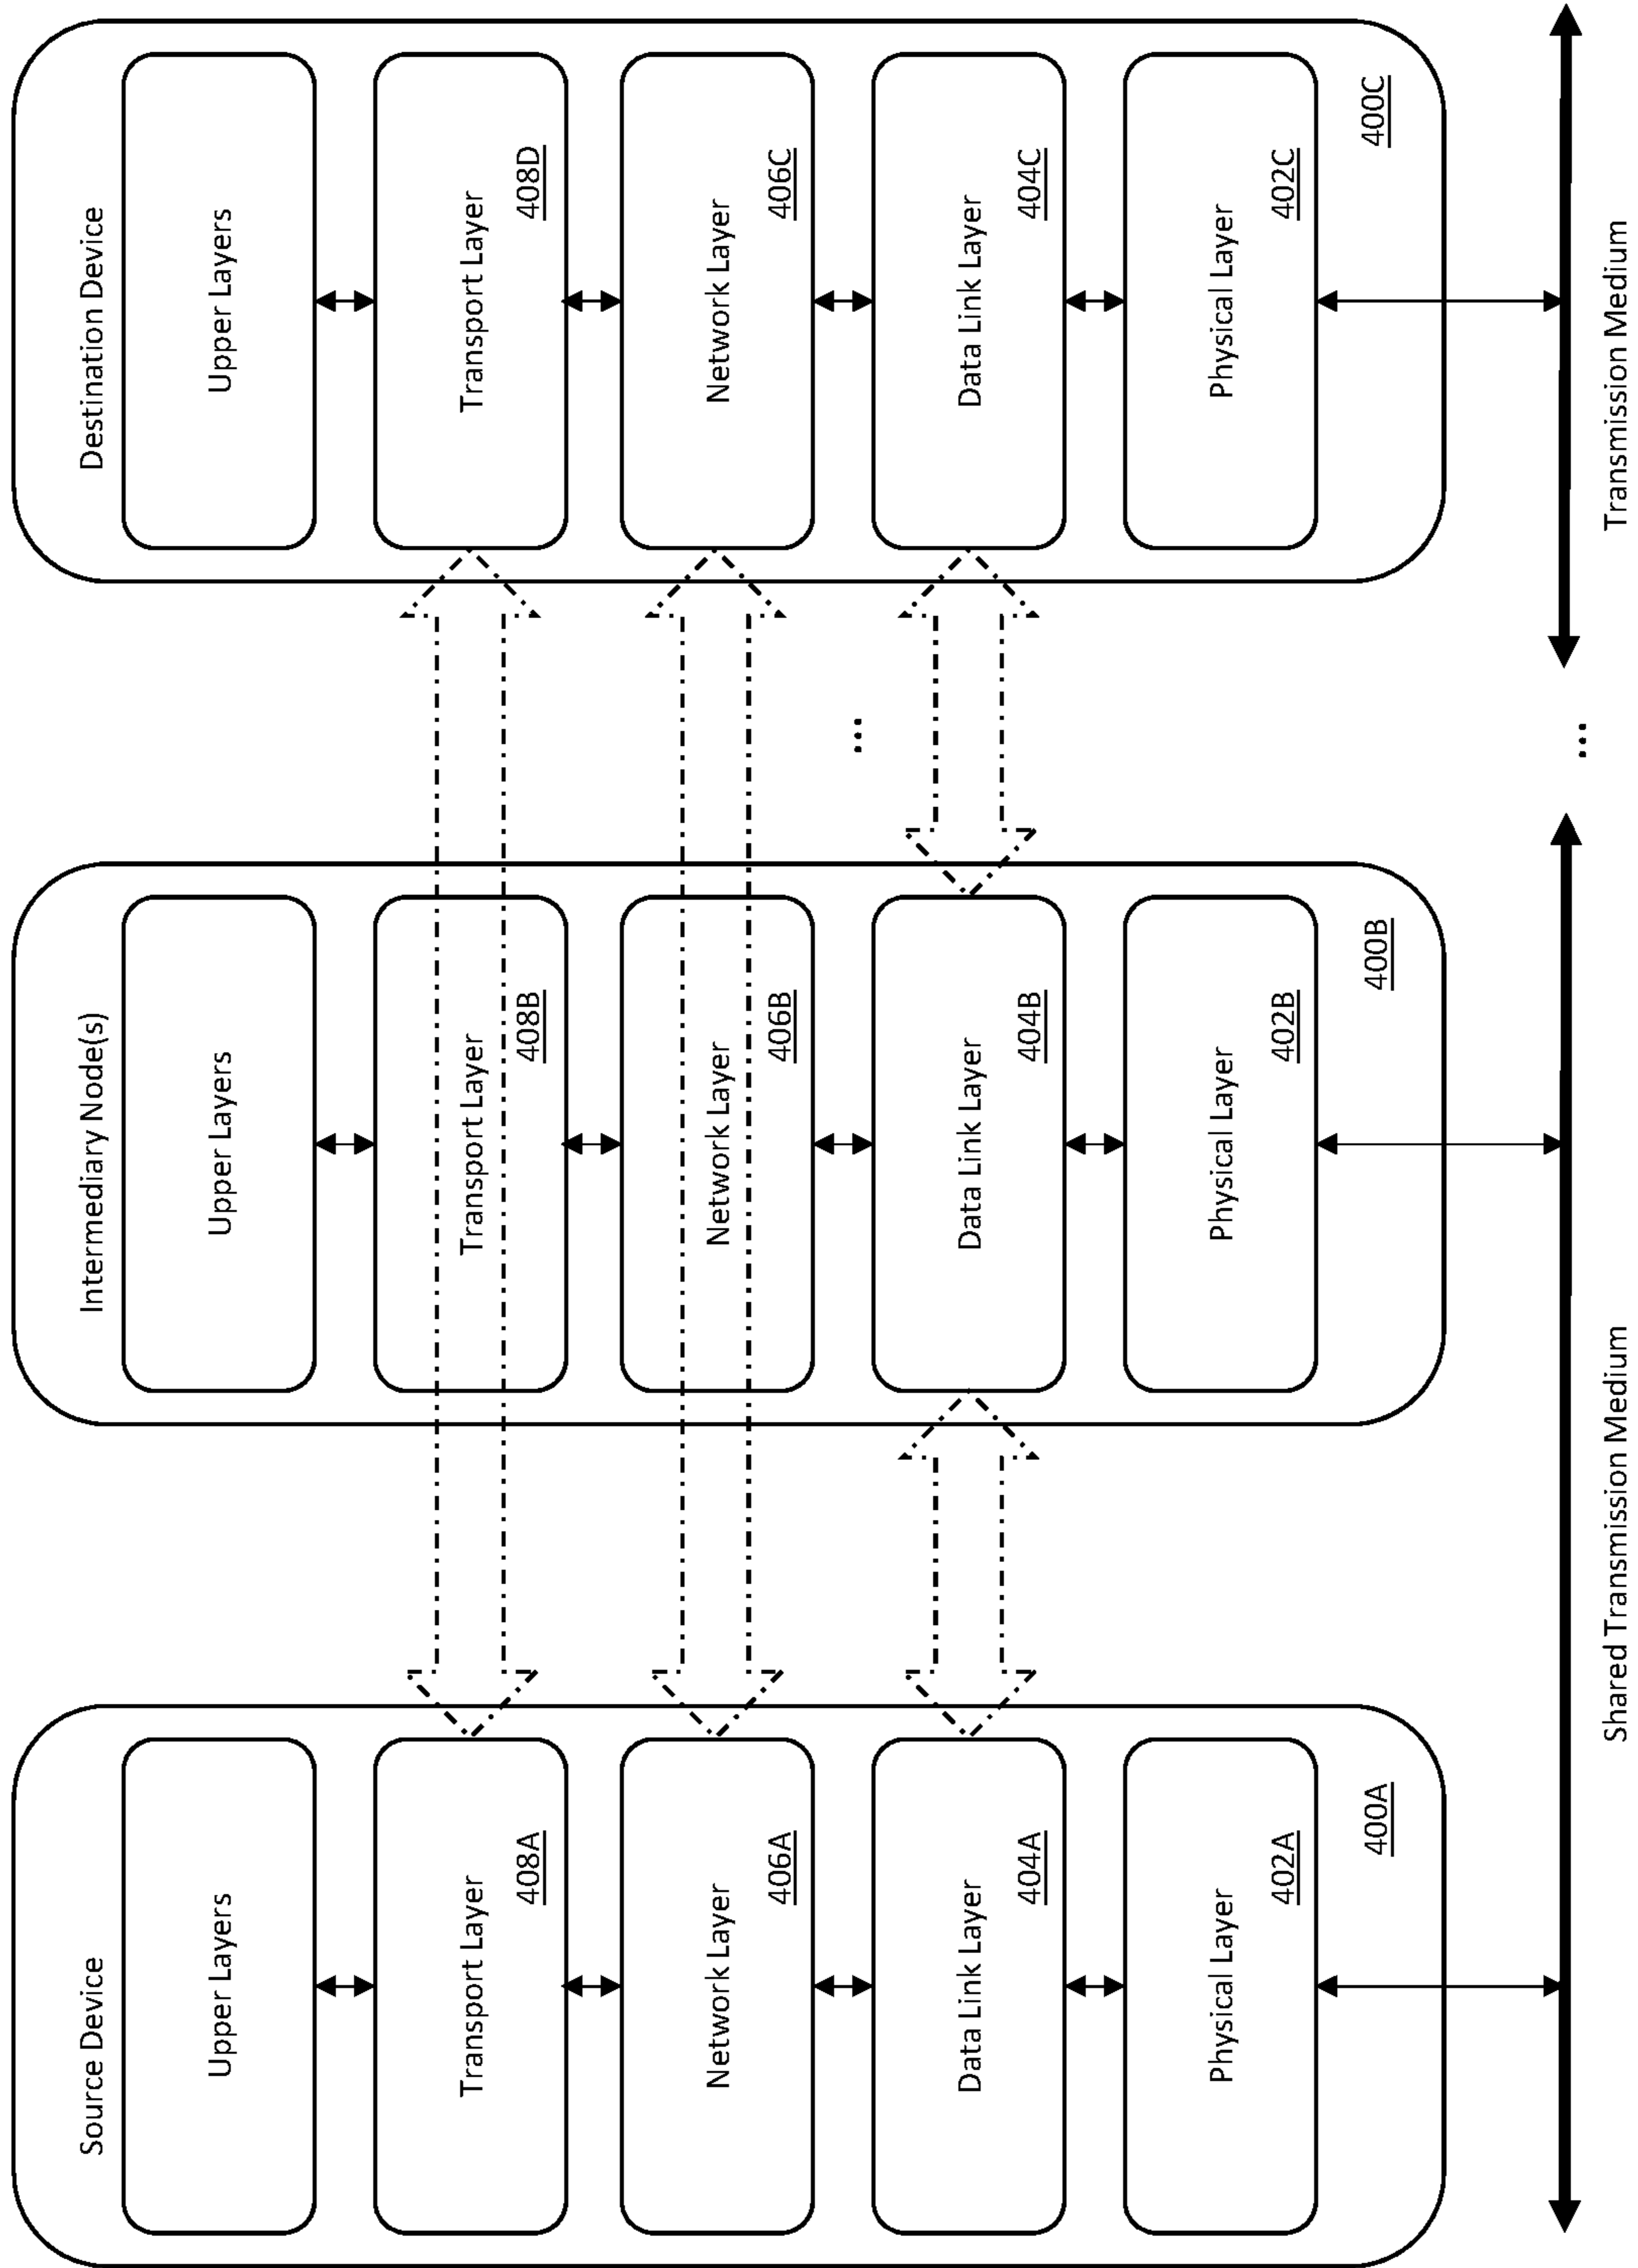 Source Device
Upper Layers
Transport Layer
408A
Network Layer
406A
Data Link Layer
404A
Physical Layer
402A
400A
Intermediary Node(s)
Upper Layers
Transport Layer
408B
Network Layer
406B
Data Link Layer
404B
Physical Layer
402B
400B
...
Destination Device
Upper Layers
Transport Layer
408D
Network Layer
406C
Data Link Layer
404C
Physical Layer
402C
400C
Shared Transmission Medium
...
Transmission Medium